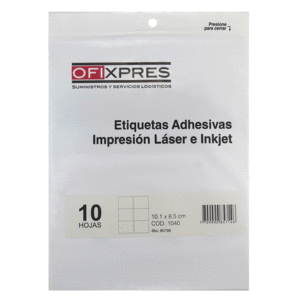 Presione
para cerrar
OFIXPRES
SUMINISTROS Y SERVICIOS LOGÍSTICOS
Etiquetas Adhesivas
Impresión Láser e Inkjet
10
HOJAS
10.1 x 8.5 cm
COD. 1040